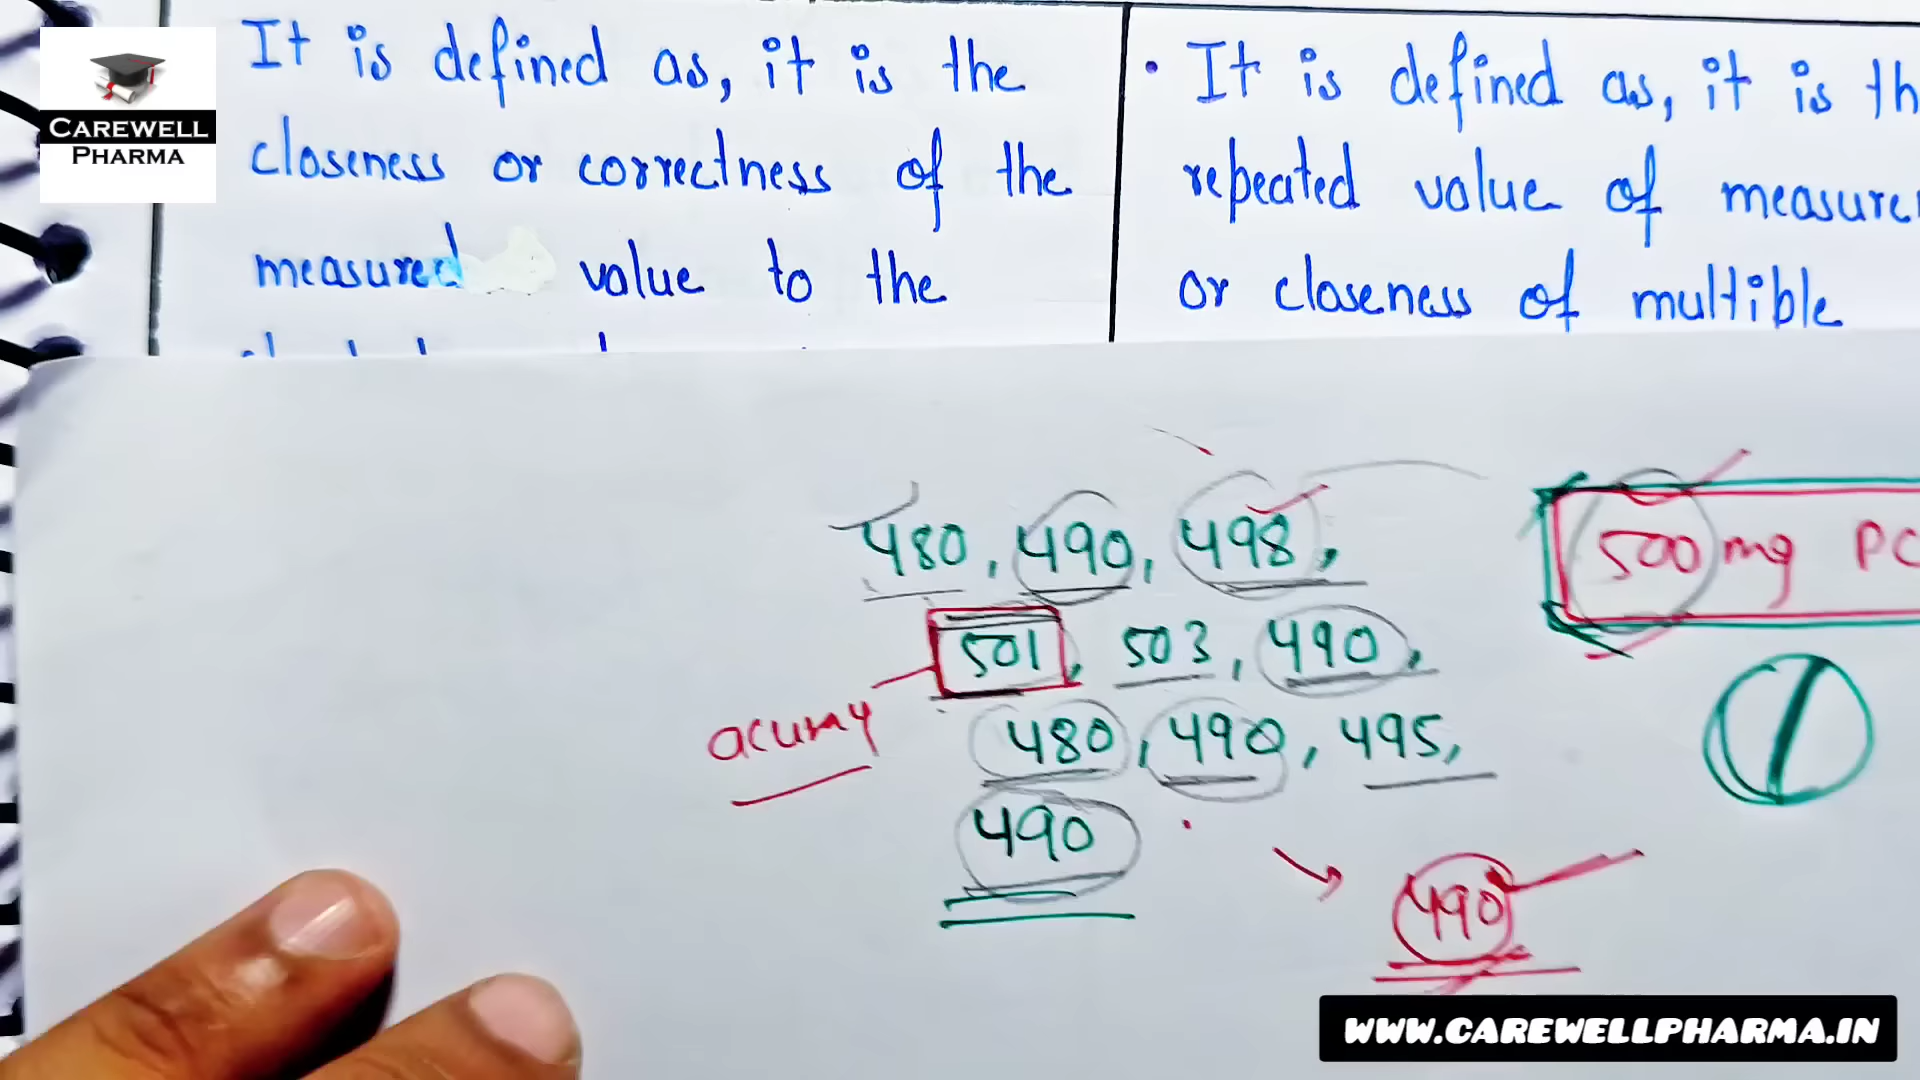 CAREWELL
PHARMA
It is defined as, it is the
closeness or correctness of the
measured value to the
• It is defined as, it is th
repeated value of measure
or closeness of multible
480, 490, 498,
501, 503, 490,
480, 490, 495,
490
500 mg PC
490
WWW.CAREWELLPHARMA.IN